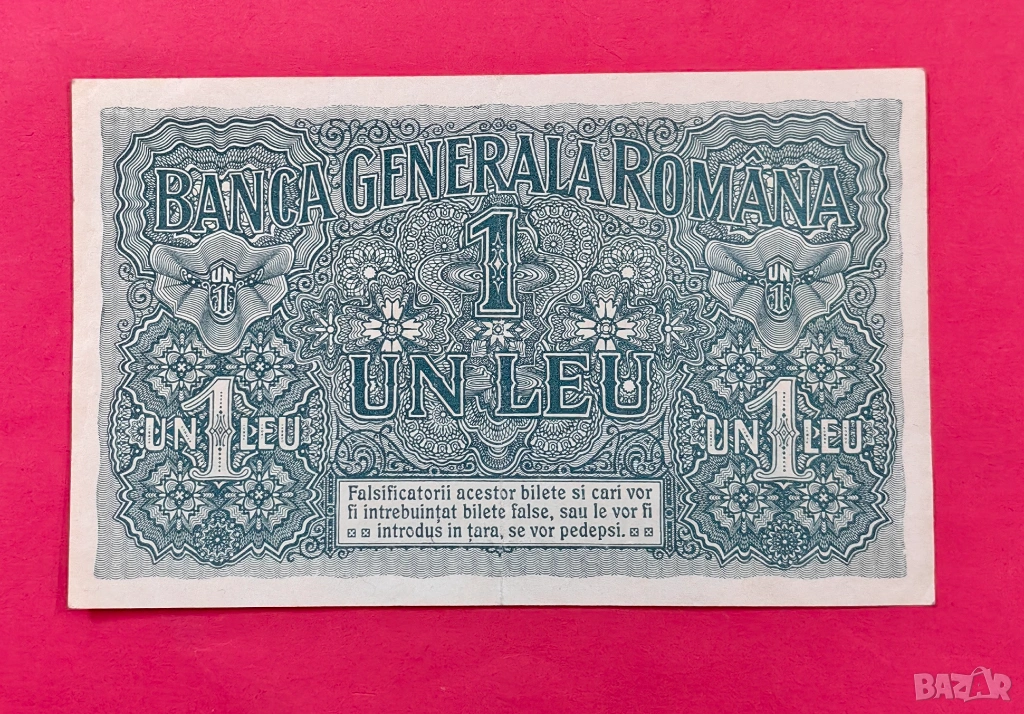 BANCA GENERALA ROMÂNA
UN
1
1
UN
1
UN LEU
UN 1 LEU
UN 1 LEU
Falsificatorii acestor bilete si cari vor
fi intrebuințat bilete false, sau le vor fi
introdus in țara, se vor pedepsi.
BAZAR